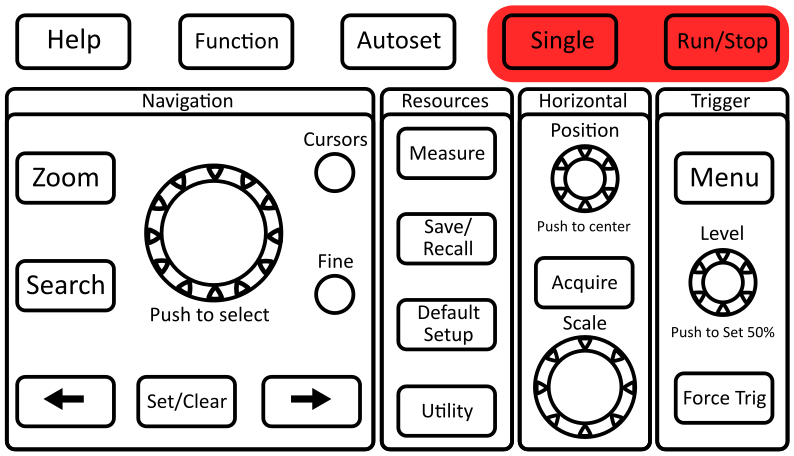 Help
Function
Autoset
Single
Run/Stop
Navigation
Cursors
Zoom
Fine
Search
Push to select
Set/Clear
Resources
Measure
Save/
Recall
Default
Setup
Utility
Horizontal
Position
Push to center
Acquire
Scale
Trigger
Menu
Level
Push to Set 50%
Force Trig